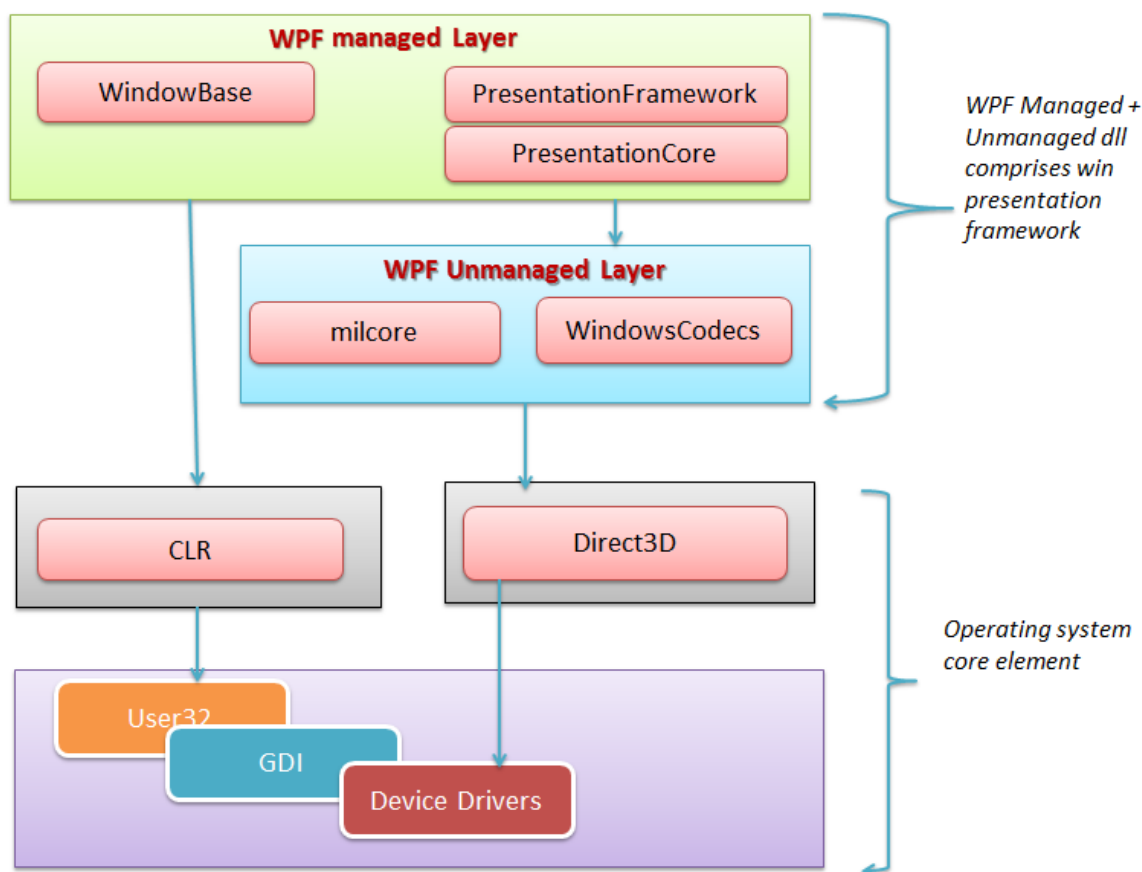 WPF managed Layer
WindowBase
PresentationFramework
PresentationCore
WPF Managed +
Unmanaged dll
comprises win
presentation
framework
WPF Unmanaged Layer
milcore
WindowsCodecs
CLR
Direct3D
Operating system
core element
User32
GDI
Device Drivers